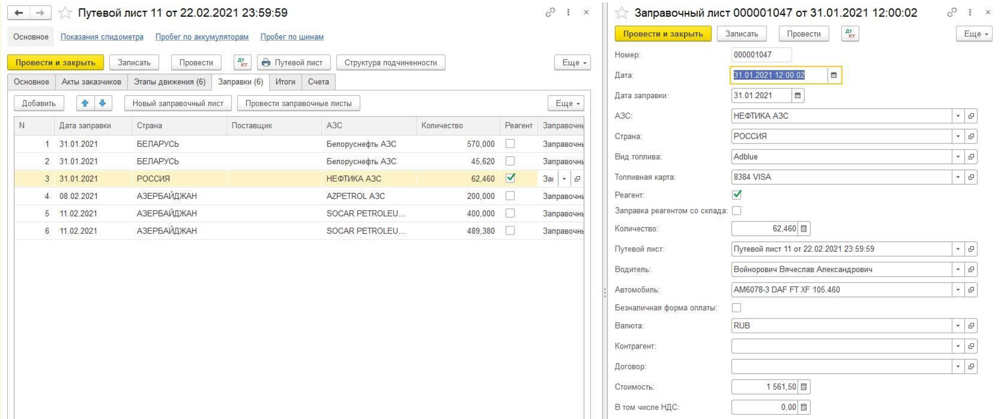 Путевой лист 11 от 22.02.2021 23:59:59
Основное Показания спидометра Пробег по аккумуляторам Пробег по шинам
Провести и закрыть Записать Провести Дт Кт Путевой лист Структура подчиненности Еще
Основное Акты заказчиков Этапы движения (6) Заправки (6) Итоги Счета
Добавить Новый заправочный лист Провести заправочные листы Еще
N Дата заправки Страна Поставщик АЗС Количество Реагент Заправочны
1 31.01.2021 БЕЛАРУСЬ Белоруснефть АЗС 570,000 Заправочны
2 31.01.2021 БЕЛАРУСЬ Белоруснефть АЗС 45,620 Заправочны
3 31.01.2021 РОССИЯ НЕФТИКА АЗС 62,460 Заı
4 08.02.2021 АЗЕРБАЙДЖАН AZPETROL АЗС 200,000 Заправочны
5 11.02.2021 АЗЕРБАЙДЖАН SOCAR PETROLEU... 400,000 Заправочны
6 11.02.2021 АЗЕРБАЙДЖАН SOCAR PETROLEU... 489,380 Заправочны
Заправочный лист 000001047 от 31.01.2021 12:00:02
Провести и закрыть Записать Провести Дт Кт Еще
Номер: 000001047
Дата: 31.01.2021 12:00:02
Дата заправки: 31.01.2021
АЗС: НЕФТИКА АЗС
Страна: РОССИЯ
Вид топлива: Adblue
Топливная карта: 8384 VISA
Реагент:
Заправка реагентом со склада:
Количество: 62,460
Путевой лист: Путевой лист 11 от 22.02.2021 23:59:59
Водитель: Войнорович Вячеслав Александрович
Автомобиль: AM6078-3 DAF FT XF 105.460
Безналичная форма оплаты:
Валюта: RUB
Контрагент:
Договор:
Стоимость: 1 561,50
В том числе НДС: 0,00